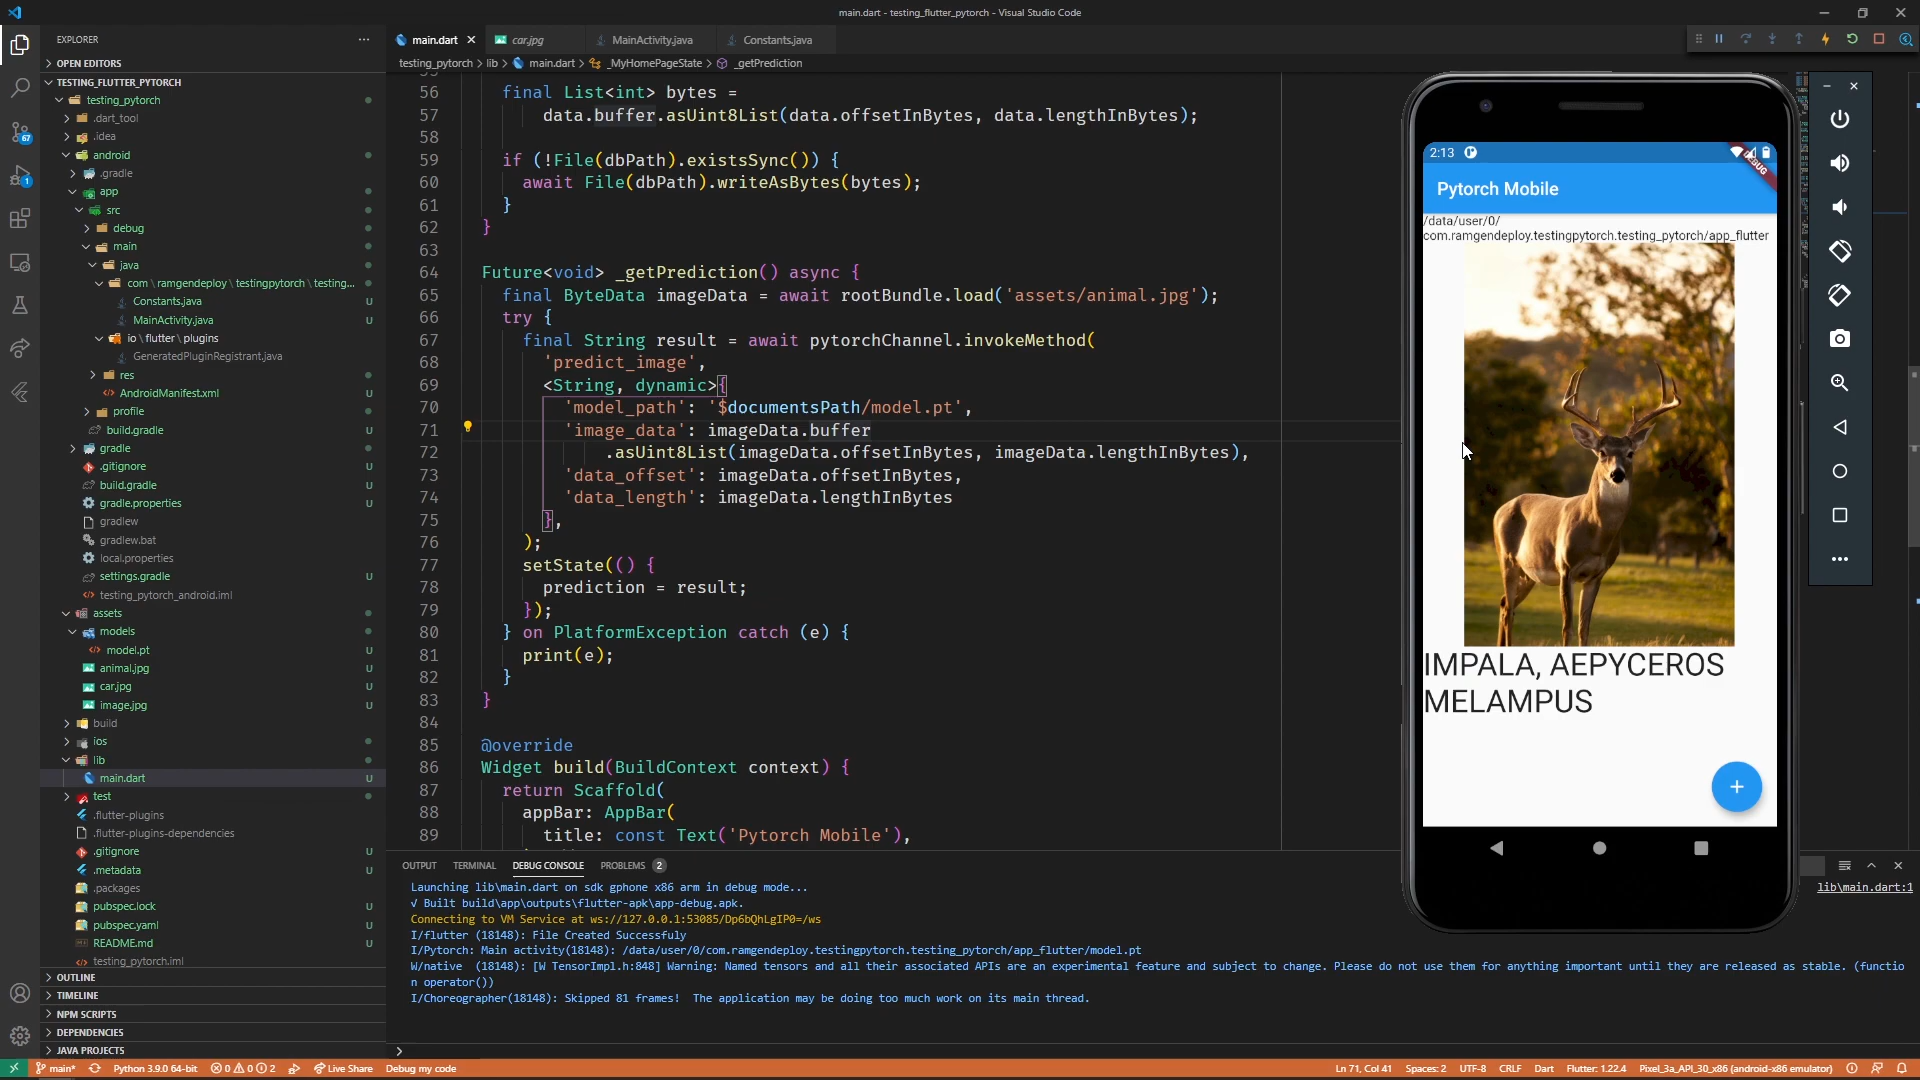 main.dart - testing_flutter_pytorch - Visual Studio Code
EXPLORER
OPEN EDITORS
TESTING_FLUTTER_PYTORCH
testing_pytorch
.dart_tool
.idea
android
.gradle
app
src
debug
main
java
com \ ramgendeploy \ testingpytorch \ testing...
Constants.java U
MainActivity.java U
io \ flutter \ plugins
GeneratedPluginRegistrant.java
res
AndroidManifest.xml U
profile
build.gradle U
gradle
.gitignore U
build.gradle U
gradle.properties U
gradlew
gradlew.bat
local.properties
settings.gradle U
testing_pytorch_android.iml
assets
models
model.pt U
animal.jpg U
car.jpg U
image.jpg U
build
ios
lib
main.dart U
test
.flutter-plugins
.flutter-plugins-dependencies
.gitignore U
.metadata U
.packages
pubspec.lock U
pubspec.yaml U
README.md U
testing_pytorch.iml
OUTLINE
TIMELINE
NPM SCRIPTS
DEPENDENCIES
JAVA PROJECTS
67
1
main.dart car.jpg MainActivity.java Constants.java
testing_pytorch > lib > main.dart > _MyHomePageState > _getPrediction
56 final List<int> bytes =
57 data.buffer.asUint8List(data.offsetInBytes, data.lengthInBytes);
58
59 if (!File(dbPath).existsSync()) {
60 await File(dbPath).writeAsBytes(bytes);
61 }
62 }
63
64 Future<void> _getPrediction() async {
65 final ByteData imageData = await rootBundle.load('assets/animal.jpg');
66 try {
67 final String result = await pytorchChannel.invokeMethod(
68 'predict_image',
69 <String, dynamic>{
70 'model_path': '$documentsPath/model.pt',
71 'image_data': imageData.buffer
72 .asUint8List(imageData.offsetInBytes, imageData.lengthInBytes),
73 'data_offset': imageData.offsetInBytes,
74 'data_length': imageData.lengthInBytes
75 },
76 );
77 setState(() {
78 prediction = result;
79 });
80 } on PlatformException catch (e) {
81 print(e);
82 }
83 }
84
85 @override
86 Widget build(BuildContext context) {
87 return Scaffold(
88 appBar: AppBar(
89 title: const Text('Pytorch Mobile'),
OUTPUT TERMINAL DEBUG CONSOLE PROBLEMS 2
Launching lib\main.dart on sdk gphone x86 arm in debug mode...
√ Built build\app\outputs\flutter-apk\app-debug.apk.
Connecting to VM Service at ws://127.0.0.1:53085/Dp6bQhLgIP0=/ws
I/flutter (18148): File Created Successfuly
I/Pytorch: Main activity(18148): /data/user/0/com.ramgendeploy.testingpytorch.testing_pytorch/app_flutter/model.pt
W/native  (18148): [W TensorImpl.h:848] Warning: Named tensors and all their associated APIs are an experimental feature and subject to change. Please do not use them for anything important until they are released as stable. (functio
n operator())
I/Choreographer(18148): Skipped 81 frames!  The application may be doing too much work on its main thread.
lib\main.dart:1
2:13
DEBUG
Pytorch Mobile
/data/user/0/
com.ramgendeploy.testingpytorch.testing_pytorch/app_flutter
IMPALA, AEPYCEROS
MELAMPUS
main* Python 3.9.0 64-bit 0 0 2 Live Share Debug my code Ln 71, Col 41 Spaces: 2 UTF-8 CRLF Dart Flutter: 1.22.4 Pixel_3a_API_30_x86 (android-x86 emulator)